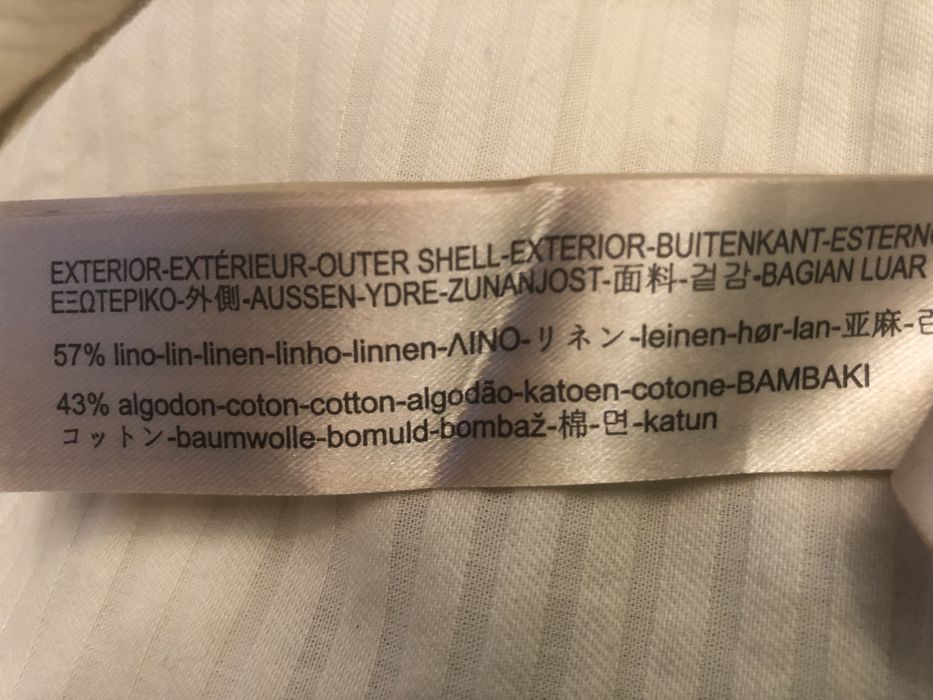 EXTERIOR-EXTÉRIEUR-OUTER SHELL-EXTERIOR-BUITENKANT-ESTERNO
ΕΞΩΤΕΡΙΚΟ-外側-AUSSEN-YDRE-ZUNANJOST-面料-겉감-BAGIAN LUAR
57% lino-lin-linen-linho-linnen-ΛΙΝΟ-リネン-leinen-hør-lan-亚麻-
43% algodon-coton-cotton-algodão-katoen-cotone-ΒΑΜΒΑΚΙ
コットン-baumwolle-bomuld-bombaž-棉-면-katun